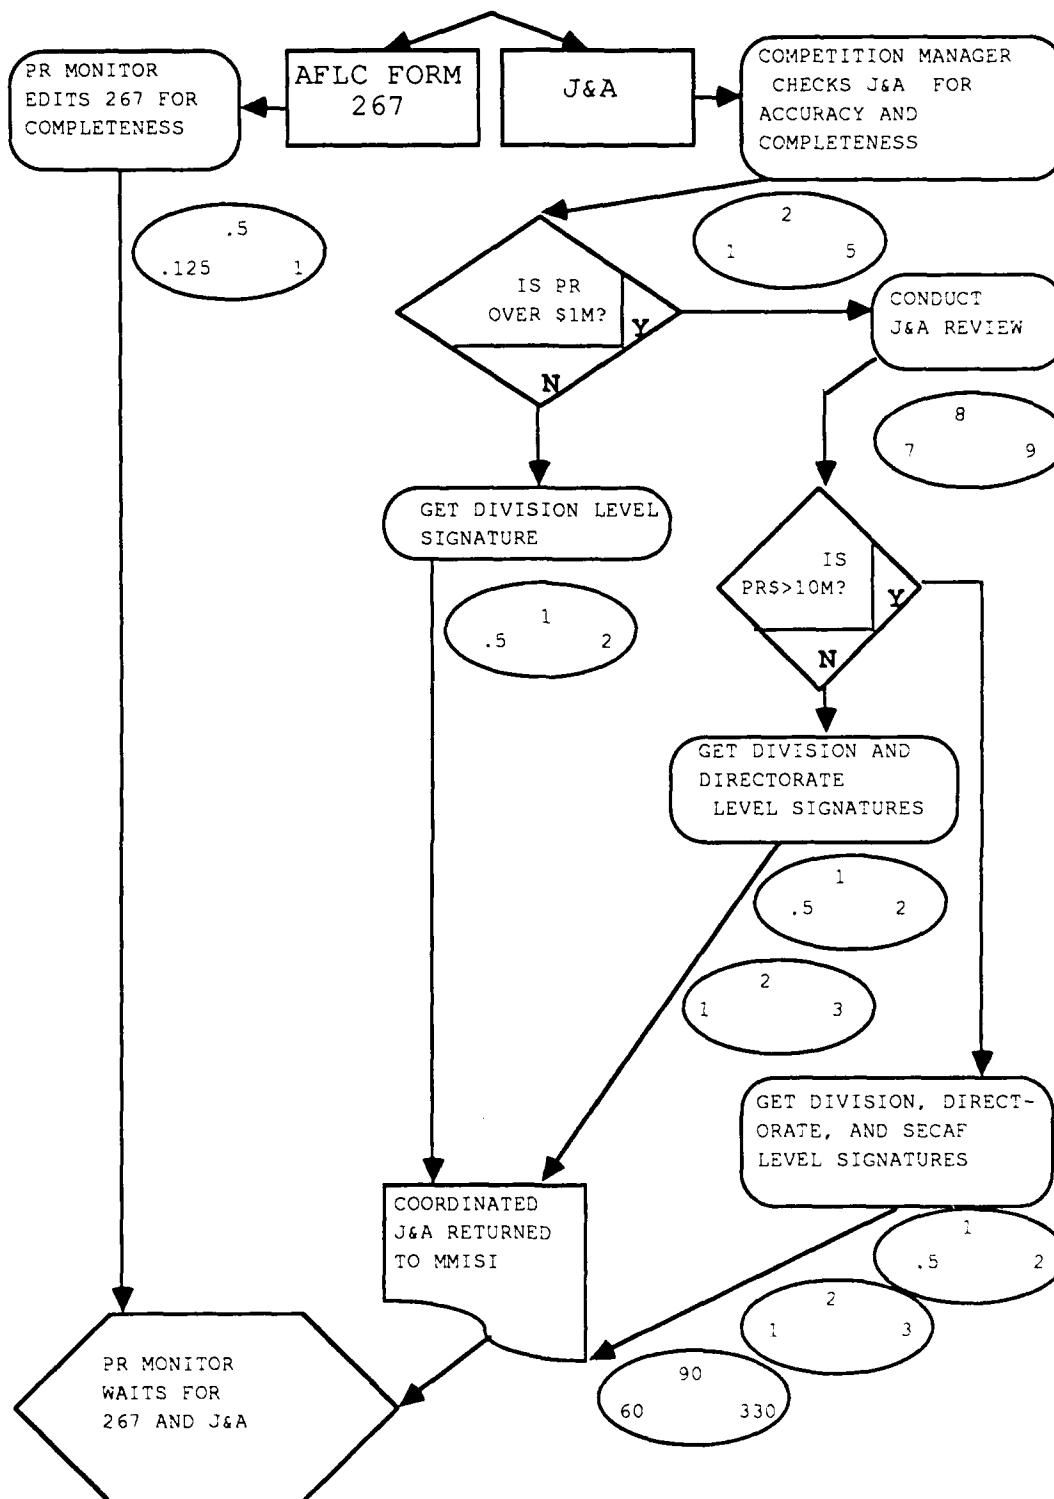 PR MONITOR
EDITS 267 FOR
COMPLETENESS
AFLC FORM
267
J&A
COMPETITION MANAGER
CHECKS J&A FOR
ACCURACY AND
COMPLETENESS
.5
.125 1
2
1 5
IS PR
OVER $1M?
Y
N
CONDUCT
J&A REVIEW
8
7 9
GET DIVISION LEVEL
SIGNATURE
1
.5 2
IS
PR$>10M?
Y
N
GET DIVISION AND
DIRECTORATE
LEVEL SIGNATURES
1
.5 2
2
1 3
GET DIVISION, DIRECT-
ORATE, AND SECAF
LEVEL SIGNATURES
1
.5 2
2
1 3
90
60 330
COORDINATED
J&A RETURNED
TO MMISI
PR MONITOR
WAITS FOR
267 AND J&A